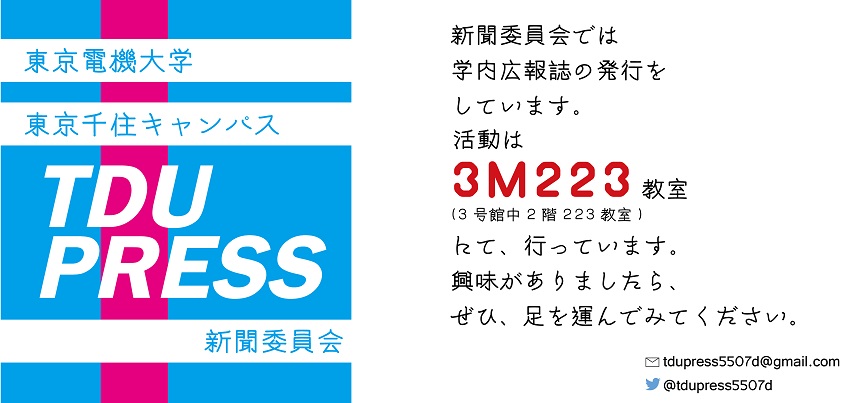 東京電機大学
東京千住キャンパス
TDU
PRESS
新聞委員会
新聞委員会では
学内広報誌の発行を
しています。
活動は
3M223 教室
(3号館中2階223教室)
にて、行っています。
興味がありましたら、
ぜひ、足を運んでみてください。
tdupress5507d@gmail.com
@tdupress5507d